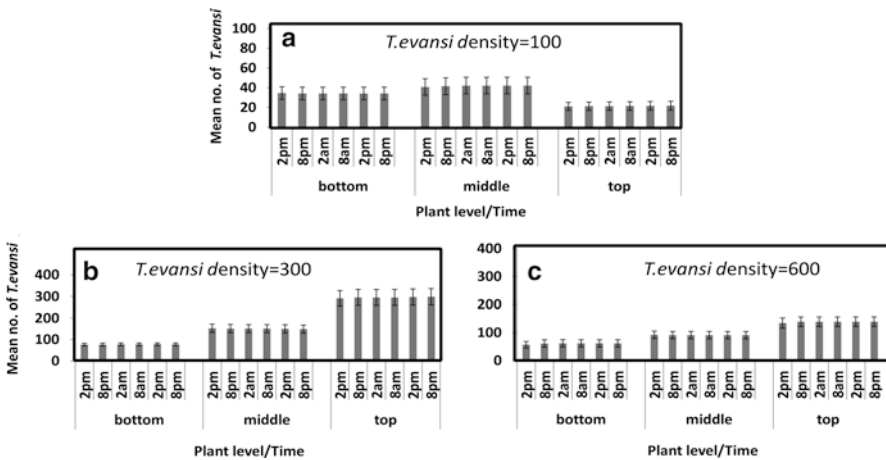 a
T.evansi density=100
Mean no. of T.evansi
100
80
60
40
20
0
2pm 8pm 2am 8am 2pm 8pm 2pm 8pm 2am 8am 2pm 8pm 2pm 8pm 2am 8am 2pm 8pm
bottom middle top
Plant level/Time
b
T.evansi density=300
Mean no. of T.evansi
400
300
200
100
0
2pm 8pm 2am 8am 2pm 8pm 2pm 8pm 2am 8am 2pm 8pm 2pm 8pm 2am 8am 2pm 8pm
bottom middle top
Plant level/Time
c
T.evansi density=600
400
300
200
100
0
2pm 8pm 2am 8am 2pm 8pm 2pm 8pm 2am 8am 2pm 8pm 2pm 8pm 2am 8am 2pm 8pm
bottom middle top
Plant level/Time